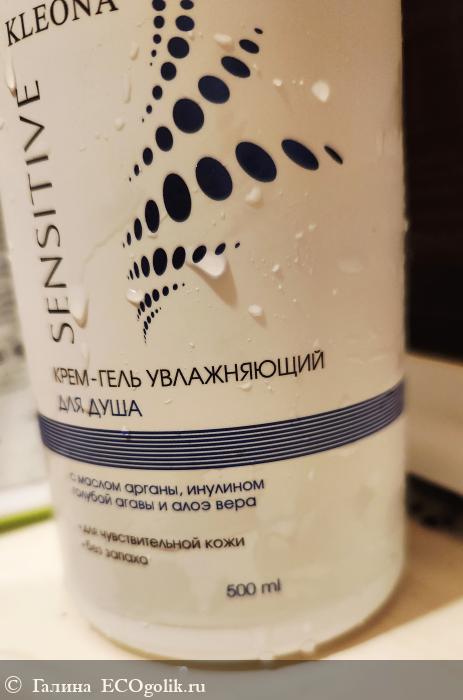 KLEONA
SENSITIVE
КРЕМ-ГЕЛЬ УВЛАЖНЯЮЩИЙ
ДЛЯ ДУША
с маслом арганы, инулином
голубой агавы и алоэ вера
• для чувствительной кожи
• без запаха
500 ml
© Галина ECOgolik.ru